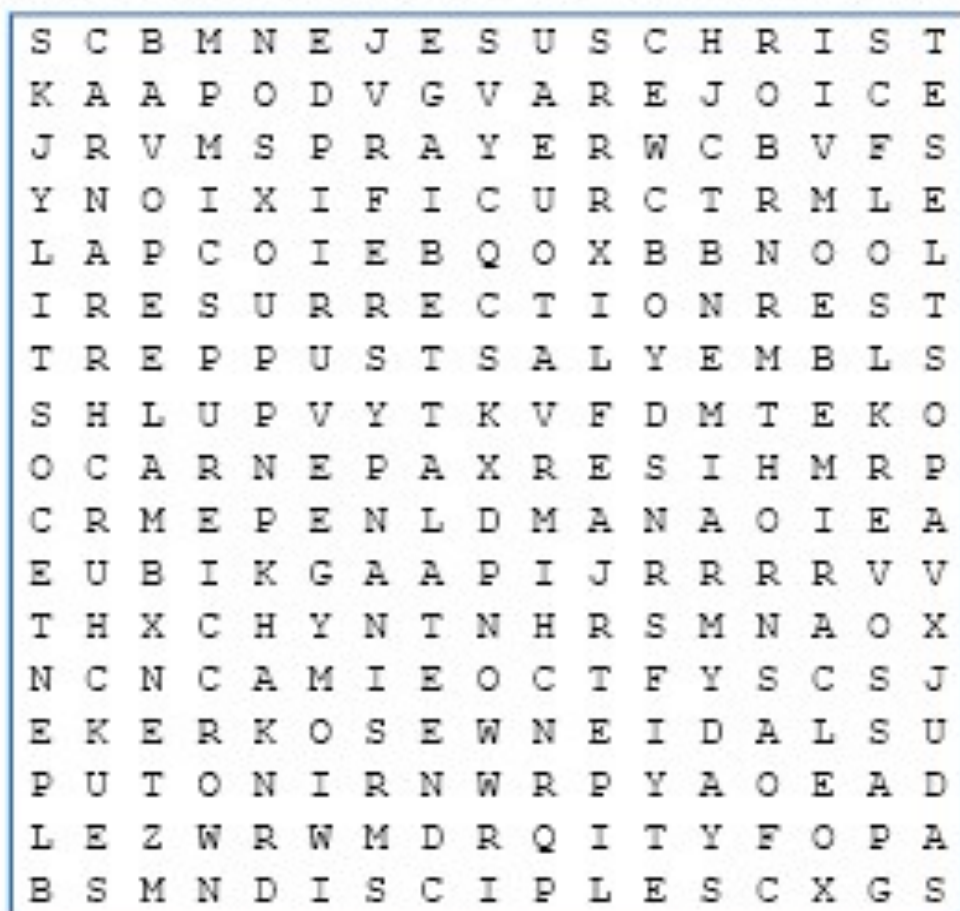 S C B M N E J E S U S C H R I S T
K A A P O D V G V A R E J O I C E
J R V M S P R A Y E R W C B V F S
Y N O I X I F I C U R C T R M L E
L A P C O I E B Q O X B B N O O L
I R E S U R R E C T I O N R E S T
T R E P P U S T S A L Y E M B L S
S H L U P V Y T K V F D M T E K O
O C A R N E P A X R E S I H M R P
C R M E P E N L D M A N A O I E A
E U B I K G A A P I J R R R R V V
T H X C H Y N T N H R S M N A O X
N C N C A M I E O C T F Y S C S J
E K E R K O S E W N E I D A L S U
P U T O N I R N W R P Y A O E A D
L E Z W R W M D R Q I T Y F O P A
B S M N D I S C I P L E S C X G S